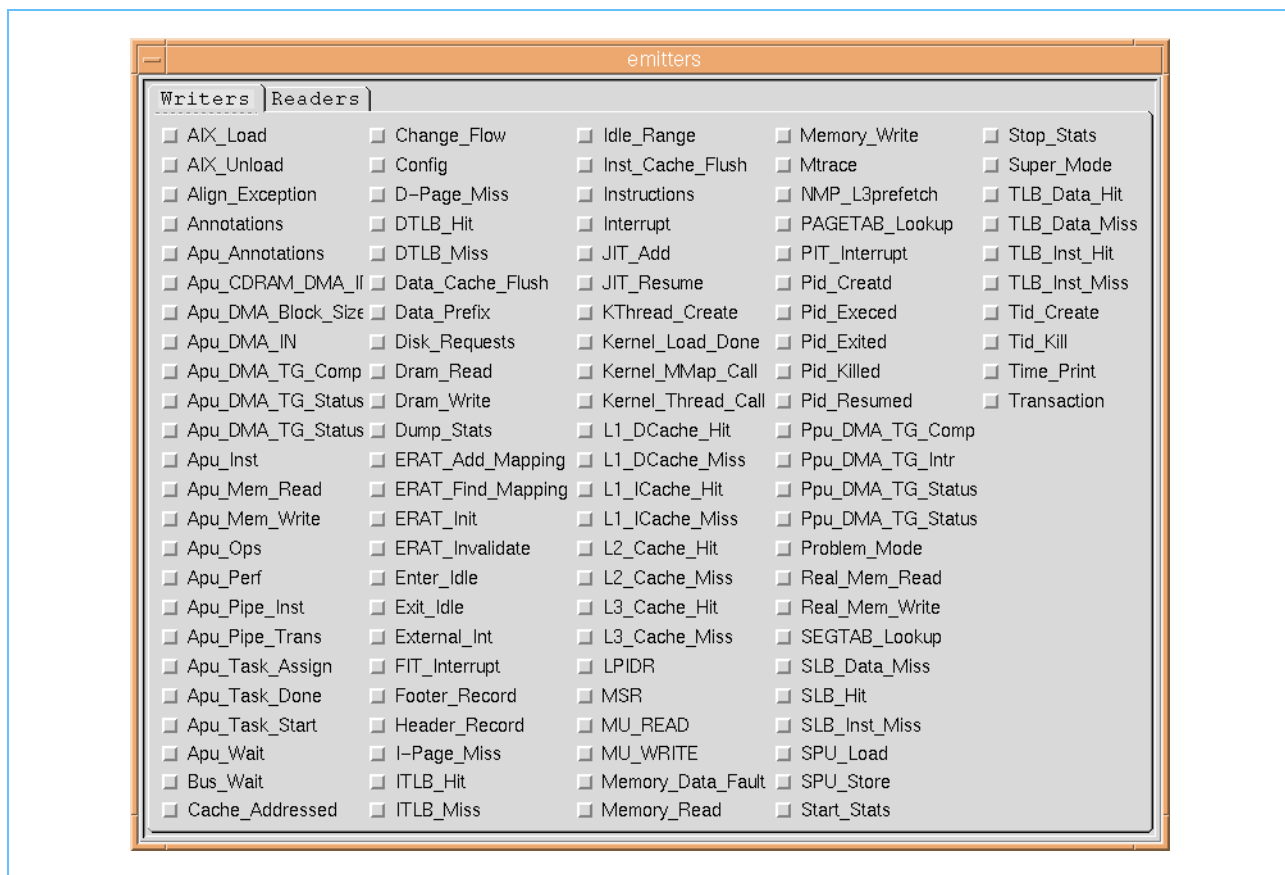 emitters
Writers Readers
AIX_Load Change_Flow Idle_Range Memory_Write Stop_Stats
AIX_Unload Config Inst_Cache_Flush Mtrace Super_Mode
Align_Exception D-Page_Miss Instructions NMP_L3prefetch TLB_Data_Hit
Annotations DTLB_Hit Interrupt PAGETAB_Lookup TLB_Data_Miss
Apu_Annotations DTLB_Miss JIT_Add PIT_Interrupt TLB_Inst_Hit
Apu_CDRAM_DMA_I Data_Cache_Flush JIT_Resume Pid_Creatd TLB_Inst_Miss
Apu_DMA_Block_Size Data_Prefix KThread_Create Pid_Execed Tid_Create
Apu_DMA_IN Disk_Requests Kernel_Load_Done Pid_Exited Tid_Kill
Apu_DMA_TG_Comp Dram_Read Kernel_MMap_Call Pid_Killed Time_Print
Apu_DMA_TG_Status Dram_Write Kernel_Thread_Call Pid_Resumed Transaction
Apu_DMA_TG_Status Dump_Stats L1_DCache_Hit Ppu_DMA_TG_Comp
Apu_Inst ERAT_Add_Mapping L1_DCache_Miss Ppu_DMA_TG_Intr
Apu_Mem_Read ERAT_Find_Mapping L1_ICache_Hit Ppu_DMA_TG_Status
Apu_Mem_Write ERAT_Init L1_ICache_Miss Ppu_DMA_TG_Status
Apu_Ops ERAT_Invalidate L2_Cache_Hit Problem_Mode
Apu_Perf Enter_Idle L2_Cache_Miss Real_Mem_Read
Apu_Pipe_Inst Exit_Idle L3_Cache_Hit Real_Mem_Write
Apu_Pipe_Trans External_Int L3_Cache_Miss SEGTAB_Lookup
Apu_Task_Assign FIT_Interrupt LPIDR SLB_Data_Miss
Apu_Task_Done Footer_Record MSR SLB_Hit
Apu_Task_Start Header_Record MU_READ SLB_Inst_Miss
Apu_Wait I-Page_Miss MU_WRITE SPU_Load
Bus_Wait ITLB_Hit Memory_Data_Fault SPU_Store
Cache_Addressed ITLB_Miss Memory_Read Start_Stats